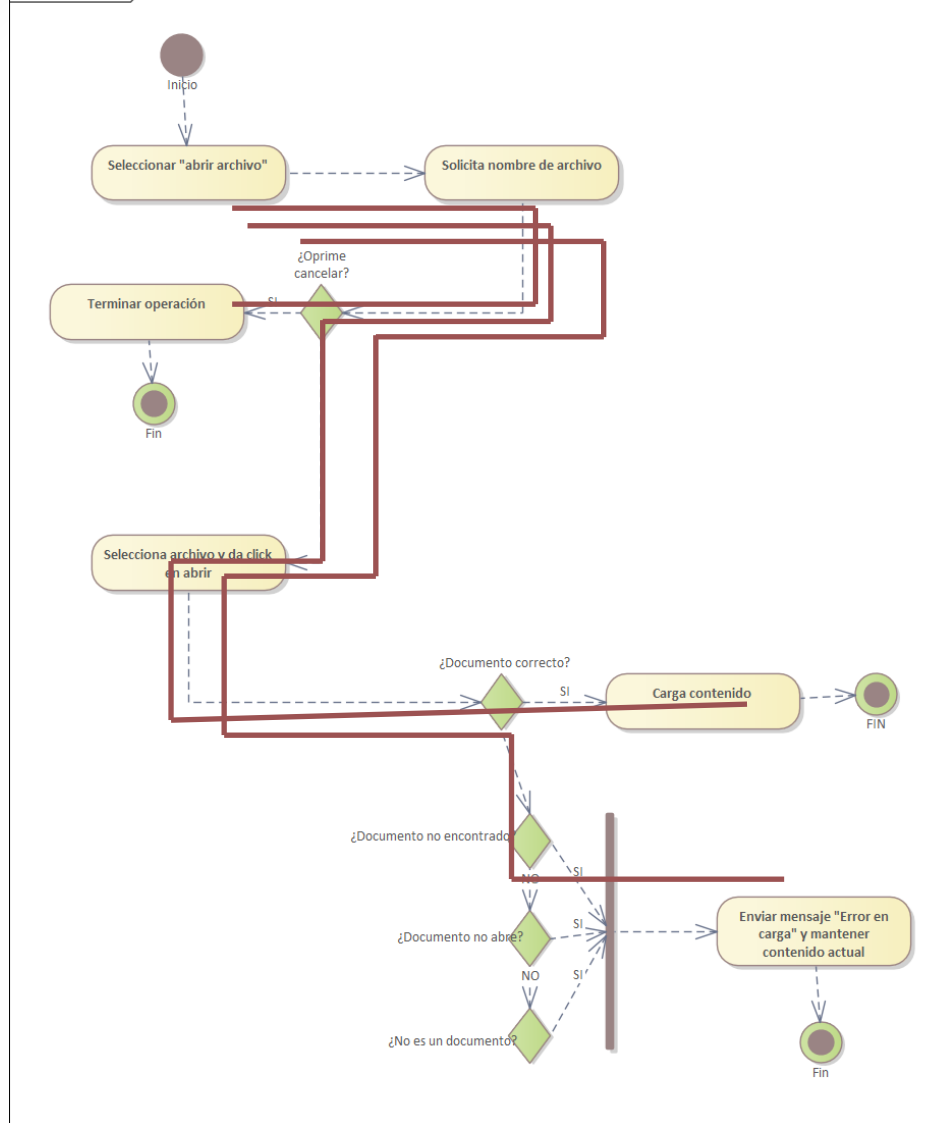 Inicio
Seleccionar "abrir archivo"
Solicita nombre de archivo
¿Oprime
cancelar?
SI
Terminar operación
Fin
Selecciona archivo y da click
en abrir
¿Documento correcto?
SI
Carga contenido
FIN
¿Documento no encontrado?
SI
NO
¿Documento no abre?
SI
NO
SI
¿No es un documento?
Enviar mensaje "Error en
carga" y mantener
contenido actual
Fin